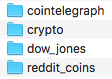 cointelegraph
crypto
dow_jones
reddit_coins